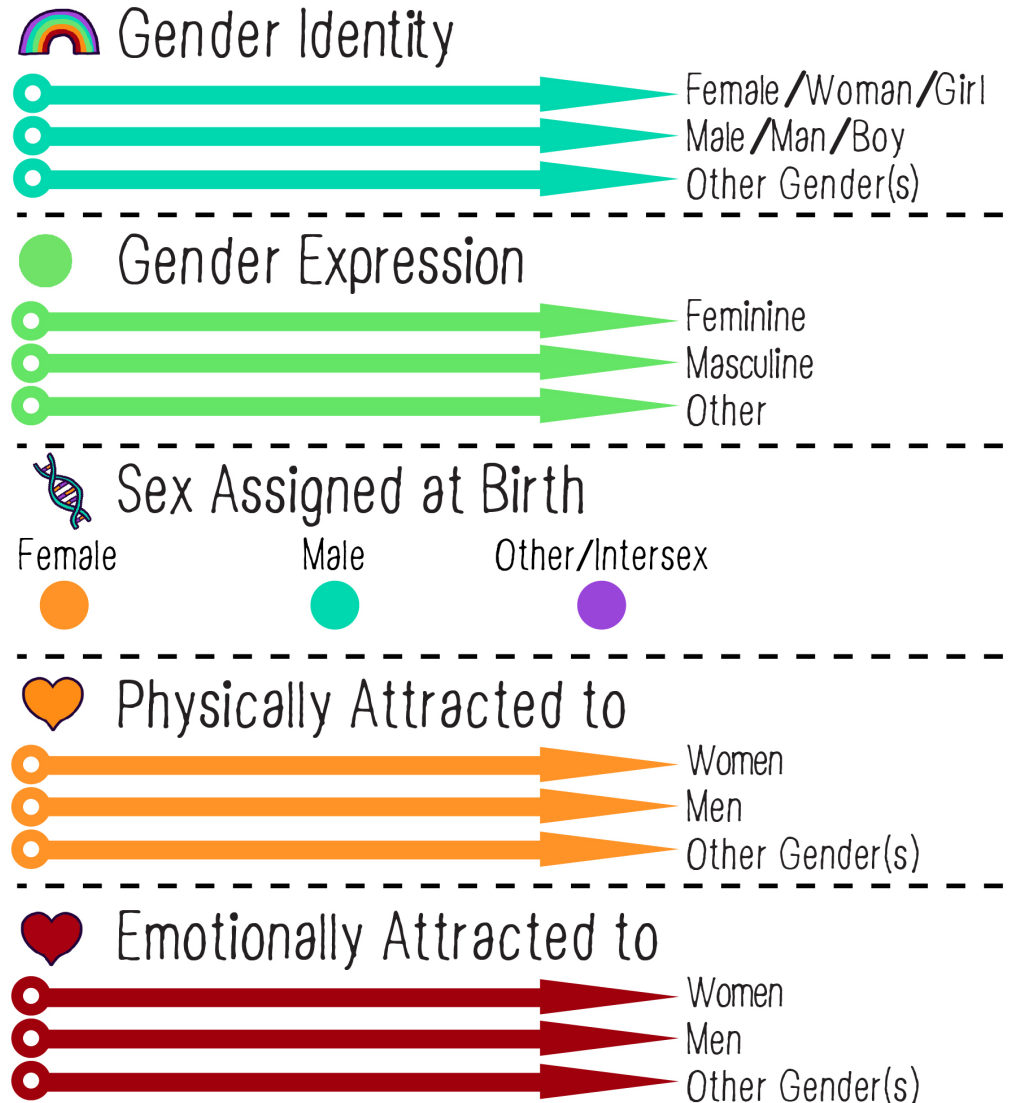 Gender Identity
Female/Woman/Girl
Male/Man/Boy
Other Gender(s)
Gender Expression
Feminine
Masculine
Other
Sex Assigned at Birth
Female Male Other/Intersex
Physically Attracted to
Women
Men
Other Gender(s)
Emotionally Attracted to
Women
Men
Other Gender(s)